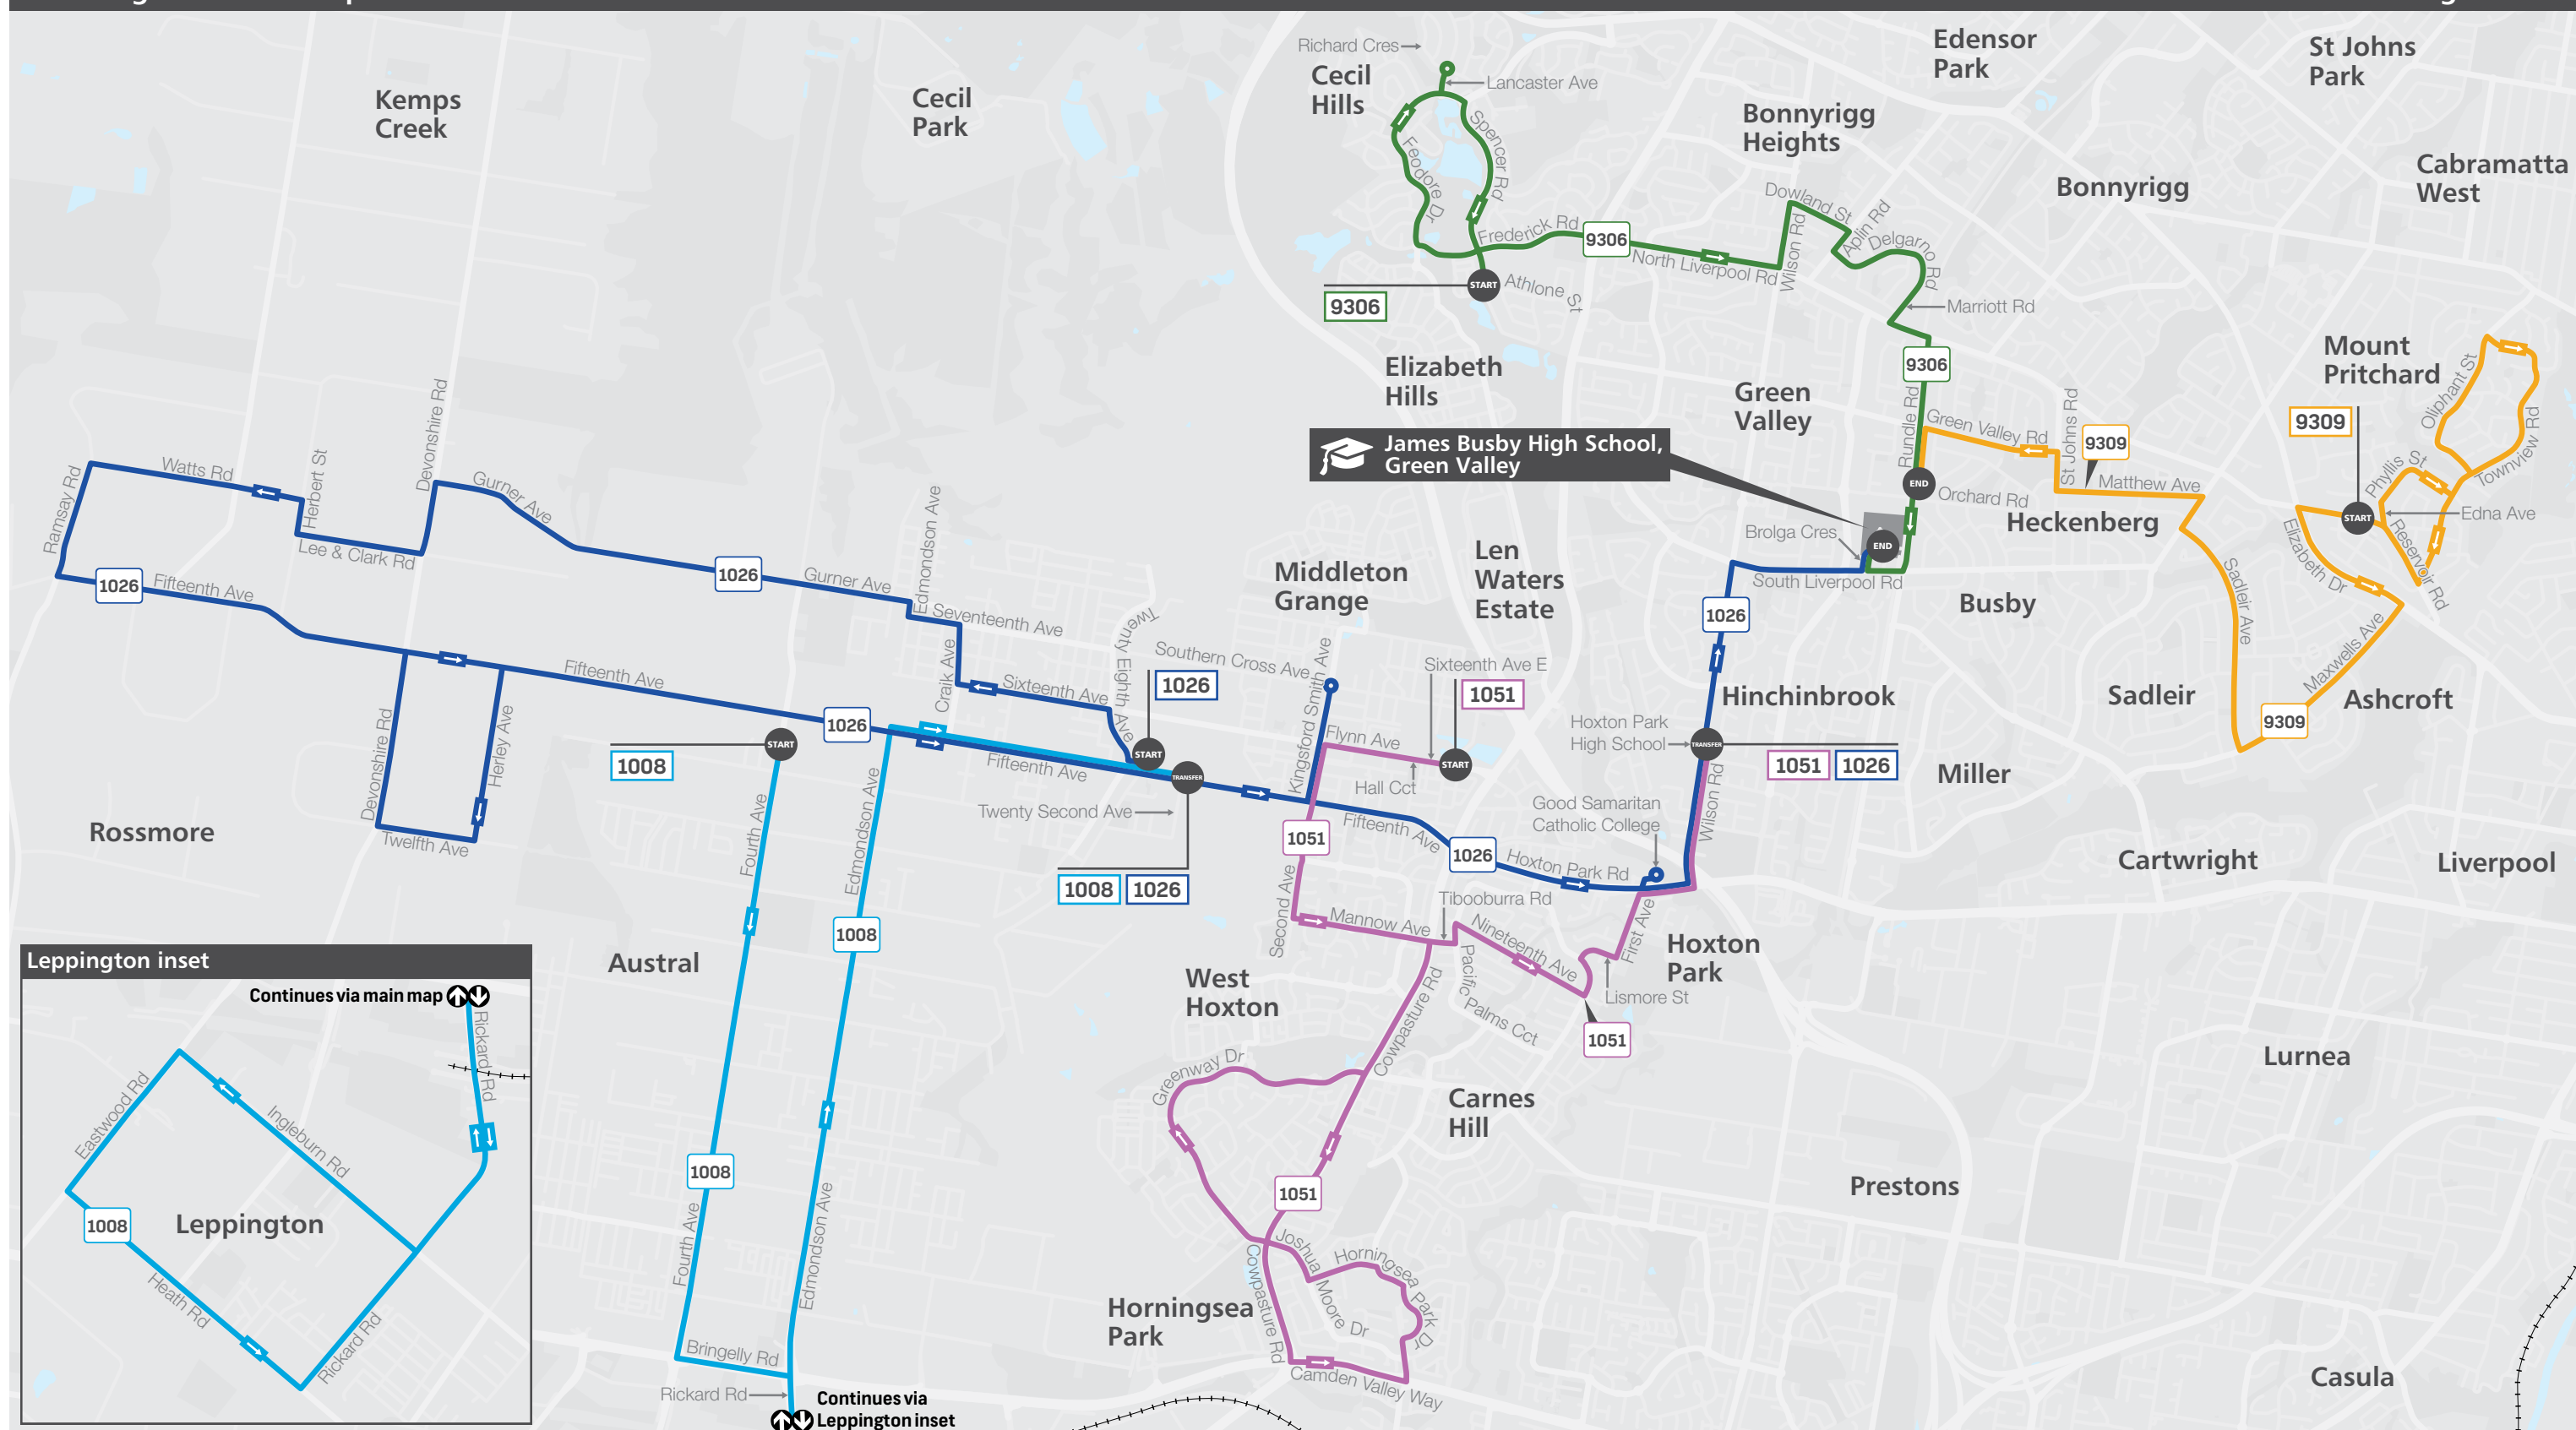 Richard Cres
Cecil
Hills
Lancaster Ave
Edensor
Park
St Johns
Park
Kemps
Creek
Cecil
Park
Bonnyrigg
Heights
Bonnyrigg
Cabramatta
West
Spencer Rd
Feodore Dr
Dowland St
Aplin Rd
Delgarno Rd
Wilson Rd
Frederick Rd
9306
North Liverpool Rd
START
Athlone St
9306
Marriott Rd
Elizabeth
Hills
9306
Green
Valley
Mount
Pritchard
Oliphant St
Townview Rd
9309
Rundle Rd
Green Valley Rd
St Johns Rd
9309
James Busby High School,
Green Valley
Phyllis St
Matthew Ave
END
Orchard Rd
Heckenberg
START
Edna Ave
Reservoir Rd
Elizabeth Dr
Brolga Cres
END
South Liverpool Rd
Busby
Sadleir Ave
Maxwells Ave
Sadleir
Ashcroft
9309
Devonshire Rd
Watts Rd
Herbert St
Gurner Ave
Ramsay Rd
Lee & Clark Rd
1026
Fifteenth Ave
1026
Gurner Ave
Edmondson Ave
Seventeenth Ave
Craik Ave
Sixteenth Ave
Twenty Eighth Ave
Middleton
Grange
Len
Waters
Estate
Southern Cross Ave
Kingsford Smith Ave
1026
START
Sixteenth Ave E
1051
1026
Hinchinbrook
Fifteenth Ave
1026
START
1008
Fifteenth Ave
TRANSFER
Twenty Second Ave
1008
1026
Flynn Ave
START
Hall Cct
Hoxton Park
High School
TRANSFER
1051
1026
Miller
Devonshire Rd
Herley Ave
Twelfth Ave
Rossmore
Fourth Ave
Edmondson Ave
1051
Fifteenth Ave
1026
Hoxton Park Rd
Good Samaritan
Catholic College
Wilson Rd
Cartwright
Liverpool
Second Ave
Mannow Ave
Tibooburra Rd
Nineteenth Ave
Pacific Palms Cct
First Ave
Lismore St
1051
Hoxton
Park
1008
Austral
West
Hoxton
Cowpasture Rd
Greenway Dr
Carnes
Hill
Lurnea
Prestons
1051
1008
Fourth Ave
Edmondson Ave
Joshua Moore Dr
Horningsea Park Dr
Cowpasture Rd
Horningsea
Park
Camden Valley Way
Casula
Bringelly Rd
Rickard Rd
Continues via
Leppington inset
Leppington inset
Continues via main map
Rickard Rd
Eastwood Rd
Ingleburn Rd
1008
Leppington
Heath Rd
Rickard Rd